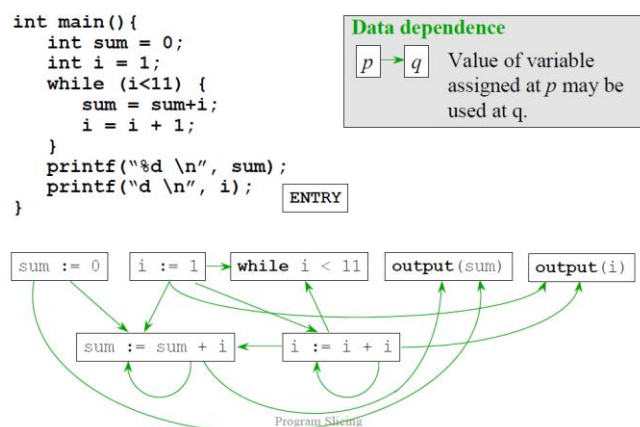 int main(){
int sum = 0;
int i = 1;
while (i<11) {
sum = sum+i;
i = i + 1;
}
printf(“%d \n”, sum);
printf(“d \n”, i);
}
Data dependence
p q Value of variable
assigned at p may be
used at q.
ENTRY
sum := 0 i := 1 while i < 11 output(sum) output(i)
sum := sum + i i := i + i
Program Slicing